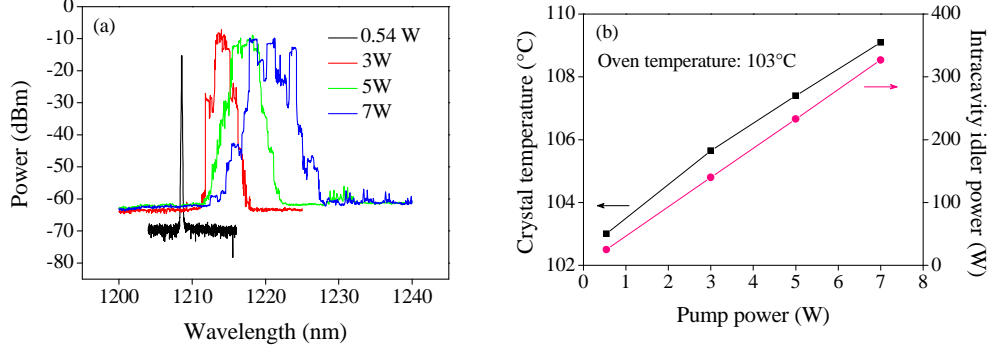 (a)
0.54 W
3W
5W
7W
0
-10
-20
-30
-40
-50
-60
-70
-80
Power (dBm)
1200 1210 1220 1230 1240
Wavelength (nm)
(b)
Oven temperature: 103°C
110
108
106
104
102
Crystal temperature (°C)
400
300
200
100
0
Intracavity idler power
(W)
0 1 2 3 4 5 6 7 8
Pump power (W)